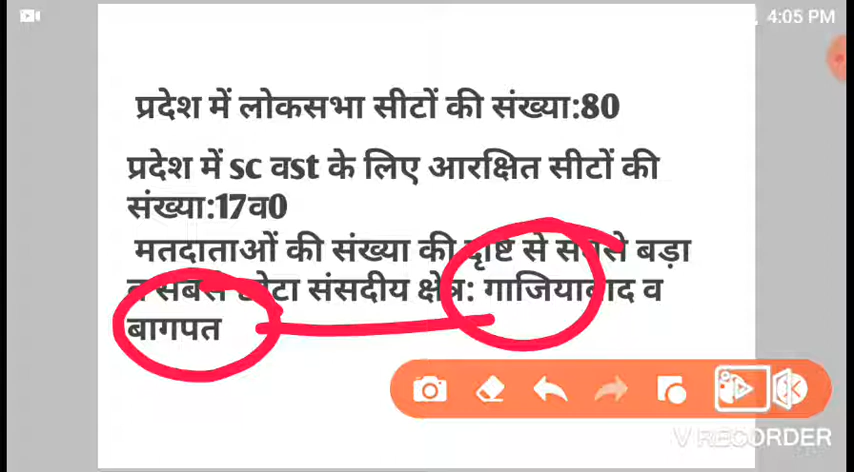 4:05 PM
प्रदेश में लोकसभा सीटों की संख्या:80
प्रदेश में sc वst के लिए आरक्षित सीटों की
संख्या:17व0
मतदाताओं की संख्या की दृष्टि से सबसे बड़ा
व सबसे छोटा संसदीय क्षेत्र: गाजियाबाद व
बागपत
V RECORDER